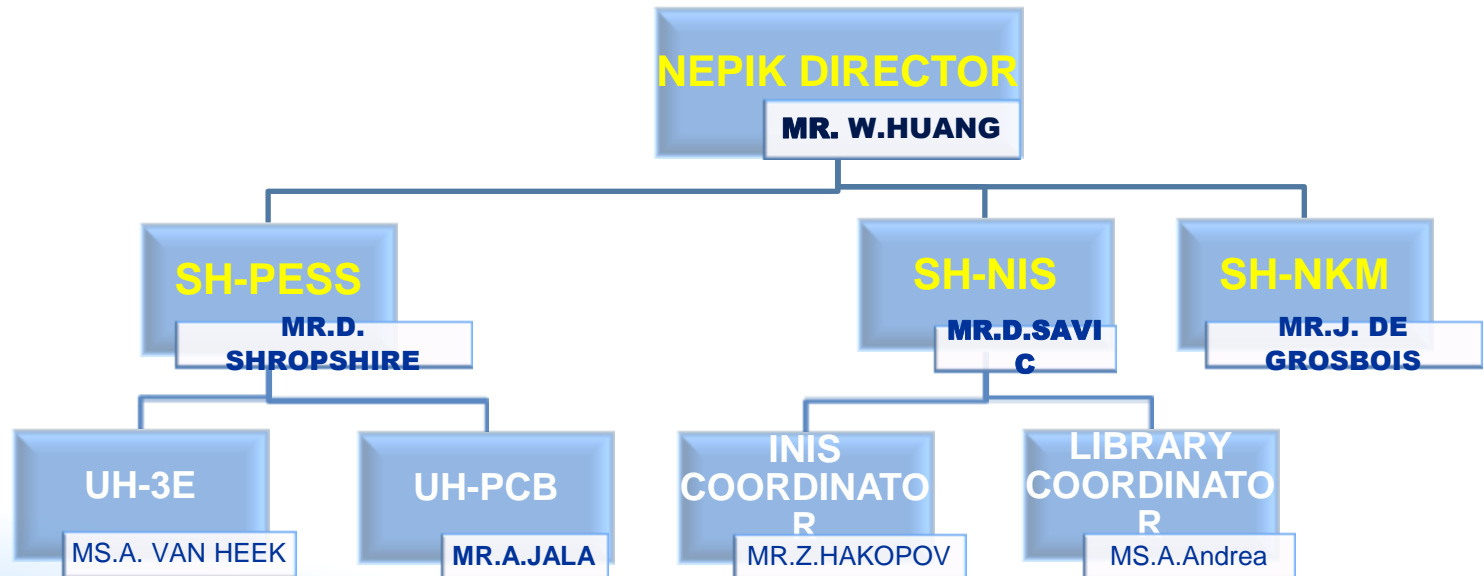 NEPIK DIRECTOR
MR. W.HUANG
SH-PESS
MR.D.
SHROPSHIRE
SH-NIS
MR.D.SAVI
C
SH-NKM
MR.J. DE
GROSBOIS
UH-3E
MS.A. VAN HEEK
UH-PCB
MR.A.JALA
INIS
COORDINATO
R
MR.Z.HAKOPOV
LIBRARY
COORDINATO
R
MS.A.Andrea